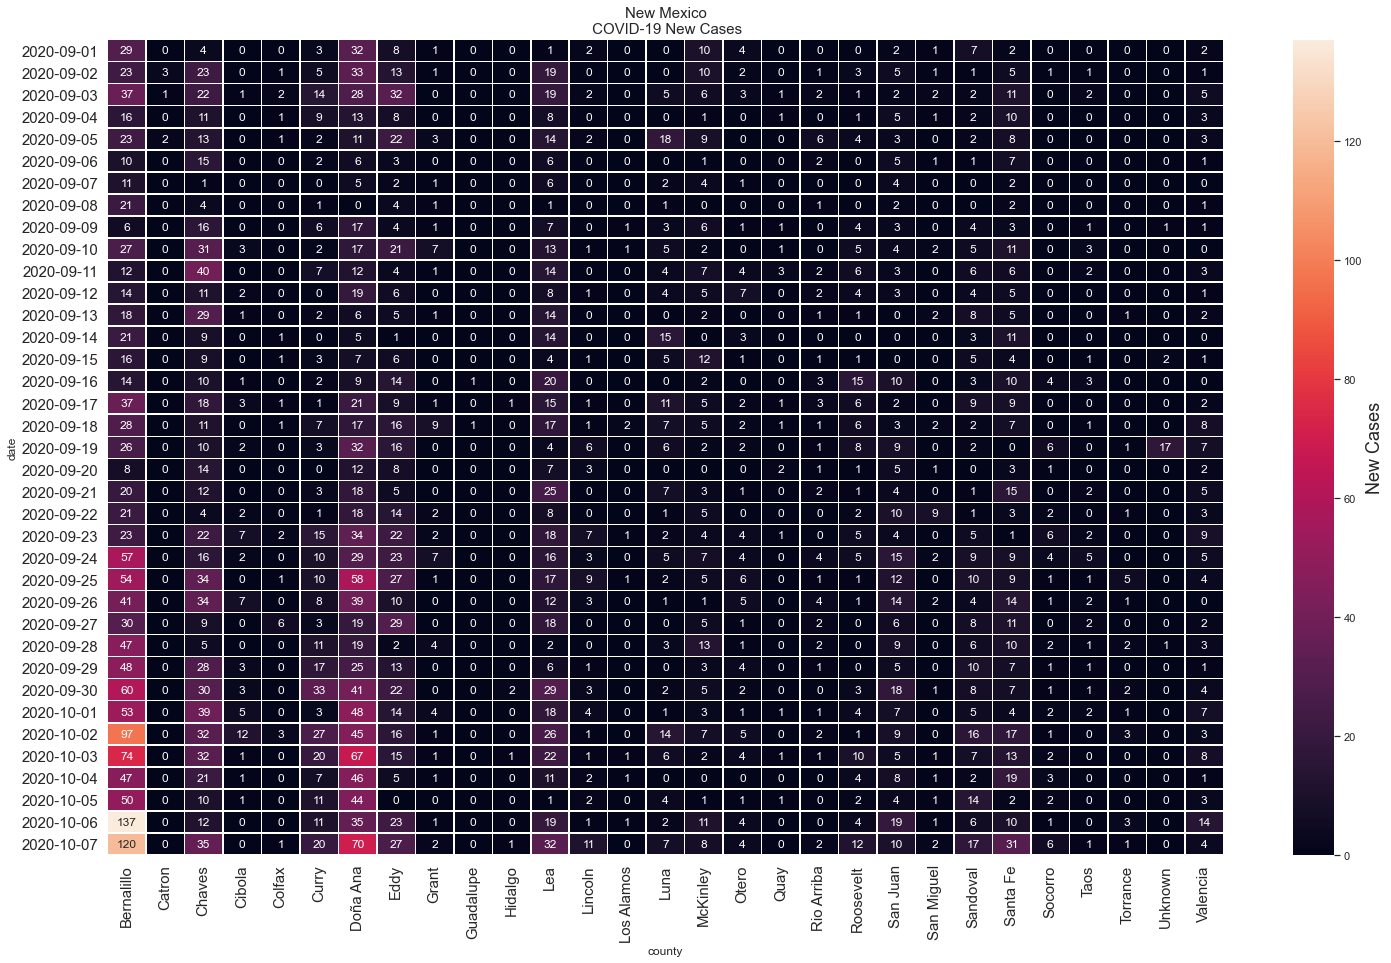 New Mexico
COVID-19 New Cases
2020-09-01 29 0 4 0 0 3 32 8 1 0 0 1 2 0 0 10 4 0 0 0 2 1 7 2 0 0 0 0 2
2020-09-02 23 3 23 0 1 5 33 13 1 0 0 19 0 0 0 10 2 0 1 3 5 1 1 5 1 1 0 0 1
2020-09-03 37 1 22 1 2 14 28 32 0 0 0 19 2 0 5 6 3 1 2 1 2 2 2 11 0 2 0 0 5
2020-09-04 16 0 11 0 1 9 13 8 0 0 0 8 0 0 0 1 0 1 0 1 5 1 2 10 0 0 0 0 3
2020-09-05 23 2 13 0 1 2 11 22 3 0 0 14 2 0 18 9 0 0 6 4 3 0 2 8 0 0 0 0 3
2020-09-06 10 0 15 0 0 2 6 3 0 0 0 6 0 0 0 1 0 0 2 0 5 1 1 7 0 0 0 0 1
2020-09-07 11 0 1 0 0 0 5 2 1 0 0 6 0 0 2 4 1 0 0 0 4 0 0 2 0 0 0 0 0
2020-09-08 21 0 4 0 0 1 0 4 1 0 0 1 0 0 1 0 0 0 1 0 2 0 0 2 0 0 0 0 1
2020-09-09 6 0 16 0 0 6 17 4 1 0 0 7 0 1 3 6 1 1 0 4 3 0 4 3 0 1 0 1 1
2020-09-10 27 0 31 3 0 2 17 21 7 0 0 13 1 1 5 2 0 1 0 5 4 2 5 11 0 3 0 0 0
2020-09-11 12 0 40 0 0 7 12 4 1 0 0 14 0 0 4 7 4 3 2 6 3 0 6 6 0 2 0 0 3
2020-09-12 14 0 11 2 0 0 19 6 0 0 0 8 1 0 4 5 7 0 2 4 3 0 4 5 0 0 0 0 1
2020-09-13 18 0 29 1 0 2 6 5 1 0 0 14 0 0 0 2 0 0 1 1 0 2 8 5 0 0 1 0 2
2020-09-14 21 0 9 0 1 0 5 1 0 0 0 14 0 0 15 0 3 0 0 0 0 0 3 11 0 0 0 0 0
2020-09-15 16 0 9 0 1 3 7 6 0 0 0 4 1 0 5 12 1 0 1 1 0 0 5 4 0 1 0 2 1
2020-09-16 14 0 10 1 0 2 9 14 0 1 0 20 0 0 0 2 0 0 3 15 10 0 3 10 4 3 0 0 0
2020-09-17 37 0 18 3 1 1 21 9 1 0 1 15 1 0 11 5 2 1 3 6 2 0 9 9 0 0 0 0 2
2020-09-18 28 0 11 0 1 7 17 16 9 1 0 17 1 2 7 5 2 1 1 6 3 2 2 7 0 1 0 0 8
2020-09-19 26 0 10 2 0 3 32 16 0 0 0 4 6 0 6 2 2 0 1 8 9 0 2 0 6 0 1 17 7
2020-09-20 8 0 14 0 0 0 12 8 0 0 0 7 3 0 0 0 0 2 1 1 5 1 0 3 1 0 0 0 2
2020-09-21 20 0 12 0 0 3 18 5 0 0 0 25 0 0 7 3 1 0 2 1 4 0 1 15 0 2 0 0 5
2020-09-22 21 0 4 2 0 1 18 14 2 0 0 8 0 0 1 5 0 0 0 2 10 9 1 3 2 0 1 0 3
2020-09-23 23 0 22 7 2 15 34 22 2 0 0 18 7 1 2 4 4 1 0 5 4 0 5 1 6 2 0 0 9
2020-09-24 57 0 16 2 0 10 29 23 7 0 0 16 3 0 5 7 4 0 4 5 15 2 9 9 4 5 0 0 5
2020-09-25 54 0 34 0 1 10 58 27 1 0 0 17 9 1 2 5 6 0 1 1 12 0 10 9 1 1 5 0 4
2020-09-26 41 0 34 7 0 8 39 10 0 0 0 12 3 0 1 1 5 0 4 1 14 2 4 14 1 2 1 0 0
2020-09-27 30 0 9 0 6 3 19 29 0 0 0 18 0 0 0 5 1 0 2 0 6 0 8 11 0 2 0 0 2
2020-09-28 47 0 5 0 0 11 19 2 4 0 0 2 0 0 3 13 1 0 2 0 9 0 6 10 2 1 2 1 3
2020-09-29 48 0 28 3 0 17 25 13 0 0 0 6 1 0 0 3 4 0 1 0 5 0 10 7 1 1 0 0 1
2020-09-30 60 0 30 3 0 33 41 22 0 0 2 29 3 0 2 5 2 0 0 3 18 1 8 7 1 1 2 0 4
2020-10-01 53 0 39 5 0 3 48 14 4 0 0 18 4 0 1 3 1 1 1 4 7 0 5 4 2 2 1 0 7
2020-10-02 97 0 32 12 3 27 45 16 1 0 0 26 1 0 14 7 5 0 2 1 9 0 16 17 1 0 3 0 3
2020-10-03 74 0 32 1 0 20 67 15 1 0 1 22 1 1 6 2 4 1 1 10 5 1 7 13 2 0 0 0 8
2020-10-04 47 0 21 1 0 7 46 5 1 0 0 11 2 1 0 0 0 0 0 4 8 1 2 19 3 0 0 0 1
2020-10-05 50 0 10 1 0 11 44 0 0 0 0 1 2 0 4 1 1 1 0 2 4 1 14 2 2 0 0 0 3
2020-10-06 137 0 12 0 0 11 35 23 1 0 0 19 1 1 2 11 4 0 0 4 19 1 6 10 1 0 3 0 14
2020-10-07 120 0 35 0 1 20 70 27 2 0 1 32 11 0 7 8 4 0 2 12 10 2 17 31 6 1 1 0 4
date
Bernalillo Catron Chaves Cibola Colfax Curry Doña Ana Eddy Grant Guadalupe Hidalgo Lea Lincoln Los Alamos Luna McKinley Otero Quay Rio Arriba Roosevelt San Juan San Miguel Sandoval Santa Fe Socorro Taos Torrance Unknown Valencia
county
120
100
80
60
40
20
0
New Cases